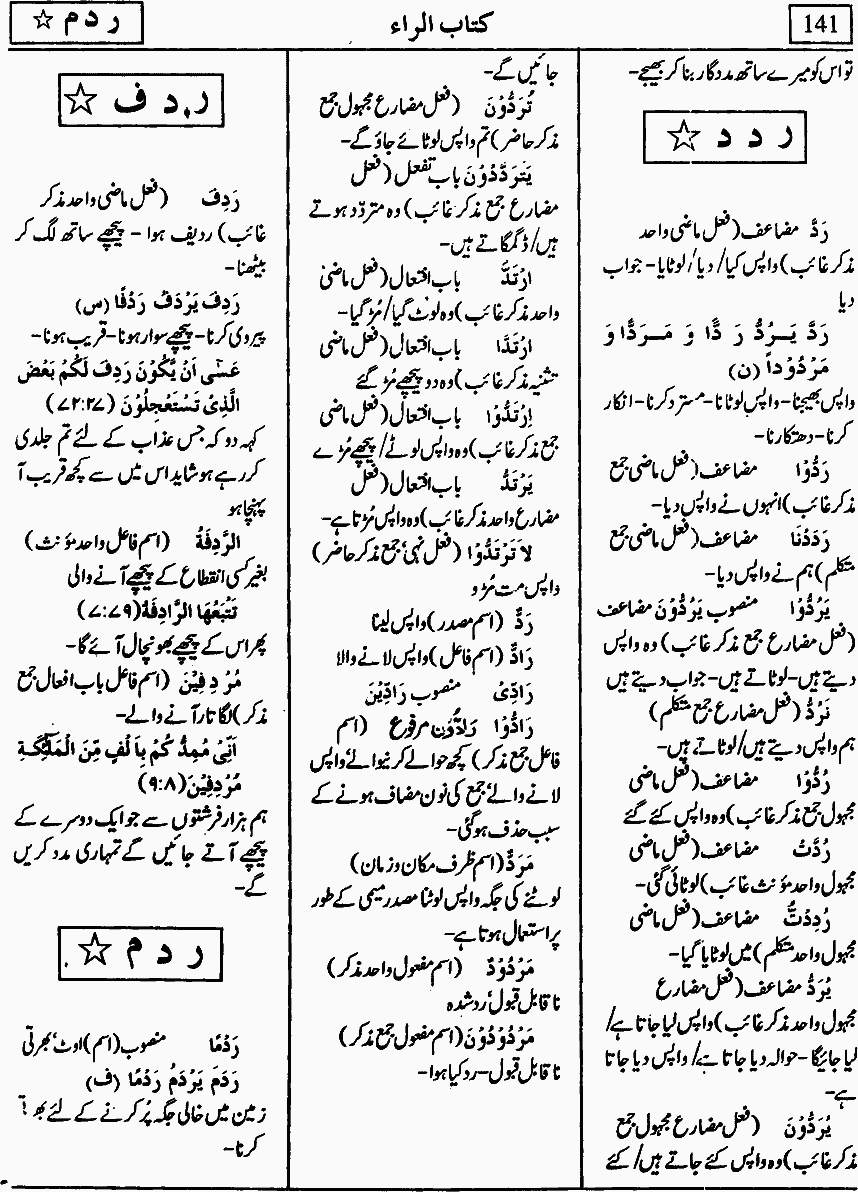 141
کتاب الراء
ر د م ☆
تو اس کو میرے ساتھ مددگار بنا کر بھیجے-
ر د د ☆
رَدَّ مضاعف (فعل ماضی واحد
مذکر غائب) واپس کیا/ دیا/ لوٹایا- جواب
دیا
رَدَّ یَرُدُّ رَدًّا وَ مَرَدًّا وَ
مَرْدُوْداً (ن)
واپس بھیجنا- واپس لوٹانا- مسترد کرنا- انکار
کرنا- دھتکارنا-
رَدُّوْا مضاعف (فعل ماضی جمع
مذکر غائب) انہوں نے واپس دیا-
رَدَدْنَا مضاعف (فعل ماضی جمع
متکلم) ہم نے واپس دیا-
یَرُدُّوْا منصوب یَرُدُّوْنَ مضاعف
(فعل مضارع جمع مذکر غائب) وہ واپس
دیتے ہیں- لوٹاتے ہیں- جواب دیتے ہیں
نَرُدُّ (فعل مضارع جمع متکلم)
ہم واپس دیتے ہیں/ لوٹاتے ہیں-
رُدُّوْا مضاعف (فعل ماضی
مجہول جمع مذکر غائب) وہ واپس کئے گئے
رُدَّتْ مضاعف (فعل ماضی
مجہول واحد مؤنث غائب) لوٹائی گئی-
رُدِدْتُّ مضاعف (فعل ماضی
مجہول واحد متکلم) میں لوٹایا گیا-
یُرَدُّ مضاعف (فعل مضارع
مجہول واحد مذکر غائب) واپس لیا جاتا ہے/
لیا جائیگا- حوالہ دیا جاتا ہے/ واپس دیا جاتا
ہے-
یُرَدُّوْنَ (فعل مضارع مجہول جمع
مذکر غائب) وہ واپس کئے جاتے ہیں/ کئے
جائیں گے-
تُرَدُّوْنَ (فعل مضارع مجہول جمع
مذکر حاضر) تم واپس لوٹائے جاؤ گے-
یَتَرَدَّدُوْنَ باب تفعل (فعل
مضارع جمع مذکر غائب) وہ متردد ہوتے
ہیں/ ڈگمگاتے ہیں-
اِرْتَدَّ باب افتعال (فعل ماضی
واحد مذکر غائب) وہ لوٹ گیا/ مڑ گیا-
اِرْتَدَّا باب افتعال (فعل ماضی
تثنیہ مذکر غائب) وہ دو پیچھے مڑ گئے
اِرْتَدُّوْا باب افتعال (فعل ماضی
جمع مذکر غائب) وہ واپس لوٹے/ پیچھے مڑے
یَرْتَدُّ باب افتعال (فعل
مضارع واحد مذکر غائب) وہ واپس مڑتا ہے-
لَا تَرْتَدُّوْا (فعل نہی' جمع مذکر حاضر)
واپس مت مڑو
رَدٌّ (اسم مصدر) واپس لینا
رَادٌّ (اسم فاعل) واپس لانے والا
رَادِّیْ منصوب رَادِّیْنَ
رَادُّوْا رَادُّوْنَ مرفوع (اسم
فاعل جمع مذکر) کچھ حوالے کرنیوالے' واپس
لانے والے' جمع کی نون مضاف ہونے کے
سبب حذف ہو گئی-
مَرَدٌّ (اسم ظرف مکان و زمان)
لوٹنے کی جگہ واپس لوٹنا مصدر میمی کے طور
پر استعمال ہوتا ہے-
مَرْدُوْدٌ (اسم مفعول واحد مذکر)
ناقابل قبول' رد شدہ
مَرْدُوْدُوْنَ (اسم مفعول جمع مذکر)
ناقابل قبول- رد کیا ہوا-
ر د ف ☆
رَدِفَ (فعل ماضی واحد مذکر
غائب) ردیف ہوا - پیچھے ساتھ لگ کر
بیٹھنا-
رَدِفَ یَرْدَفُ رَدْفًا (س)
پیروی کرنا- پیچھے سوار ہونا- قریب ہونا-
عَسٰی اَنْ یَّکُوْنَ رَدِفَ لَکُمْ بَعْضُ
الَّذِیْ تَسْتَعْجِلُوْنَ (۷۲:۲۷)
کہہ دو کہ جس عذاب کے لئے تم جلدی
کر رہے ہو شاید اس میں سے کچھ قریب آ
پہنچا ہو
الرَّادِفَةُ (اسم فاعل واحد مؤنث)
بغیر کسی انقطاع کے پیچھے آنے والی
تَتْبَعُهَا الرَّادِفَةُ (۷:۷۹)
پھر اس کے پیچھے بھونچال آئے گا-
مُرْدِفِیْنَ (اسم فاعل باب افعال جمع
مذکر) لگاتار آنے والے-
اَنِّیْ مُمِدُّکُمْ بِاَلْفٍ مِّنَ الْمَلٰٓئِکَةِ
مُرْدِفِیْنَ (۹:۸)
ہم ہزار فرشتوں سے جو ایک دوسرے کے
پیچھے آتے جائیں گے تمہاری مدد کریں
گے-
ر د م ☆
رَدْمًا منصوب (اسم) اوٹ' بھرتی
رَدَمَ یَرْدَمُ رَدْمًا (ف)
زمین میں خالی جگہ پُر کرنے کے لئے
کرنا-